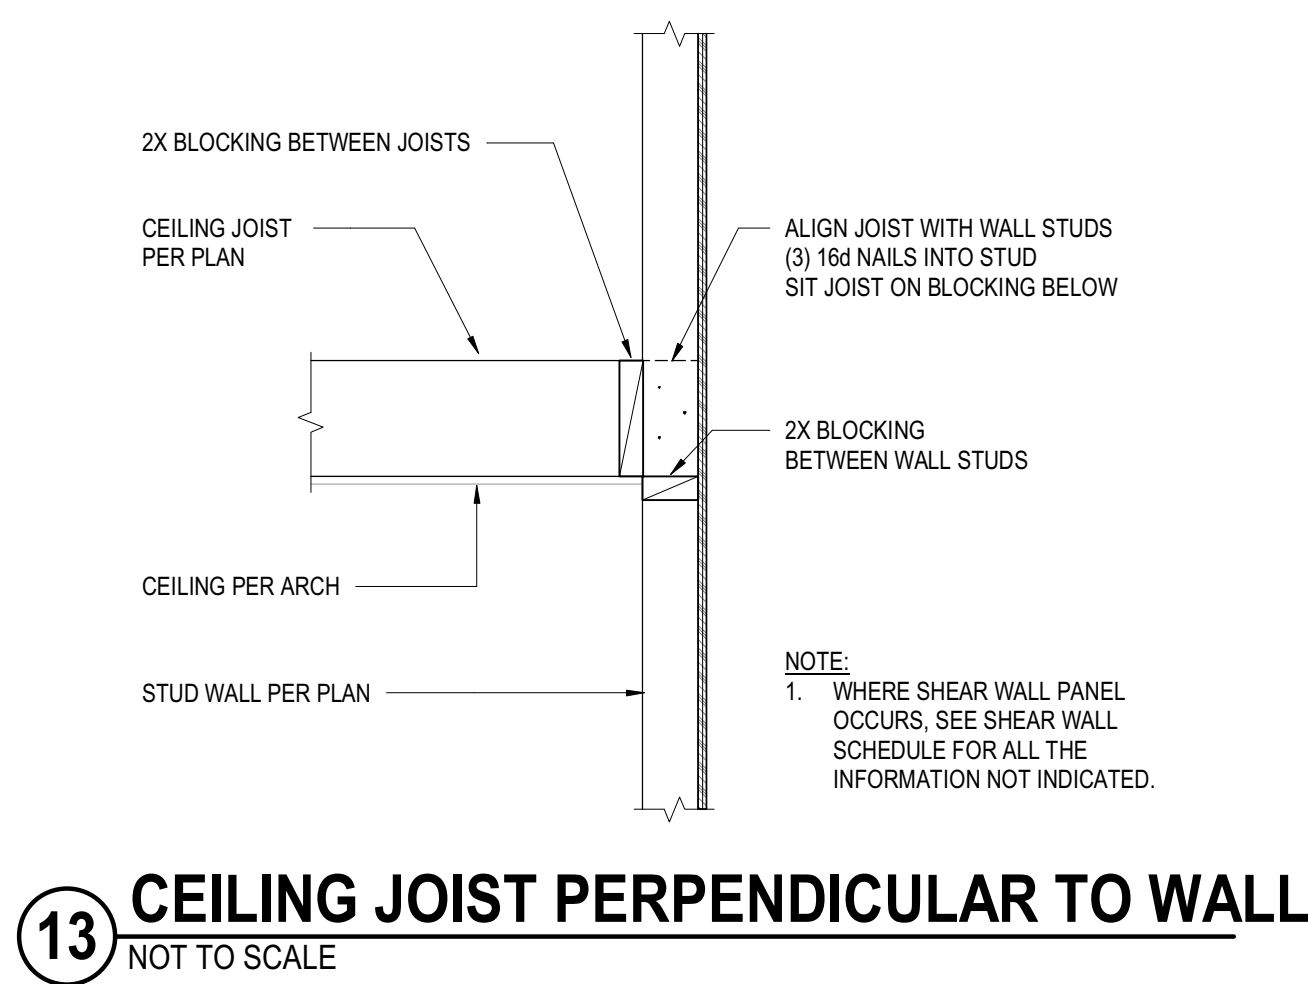 2X BLOCKING BETWEEN JOISTS
CEILING JOIST
PER PLAN
ALIGN JOIST WITH WALL STUDS
(3) 16d NAILS INTO STUD
SIT JOIST ON BLOCKING BELOW
2X BLOCKING
BETWEEN WALL STUDS
CEILING PER ARCH
STUD WALL PER PLAN
NOTE:
1. WHERE SHEAR WALL PANEL
OCCURS, SEE SHEAR WALL
SCHEDULE FOR ALL THE
INFORMATION NOT INDICATED.
13 CEILING JOIST PERPENDICULAR TO WALL
NOT TO SCALE